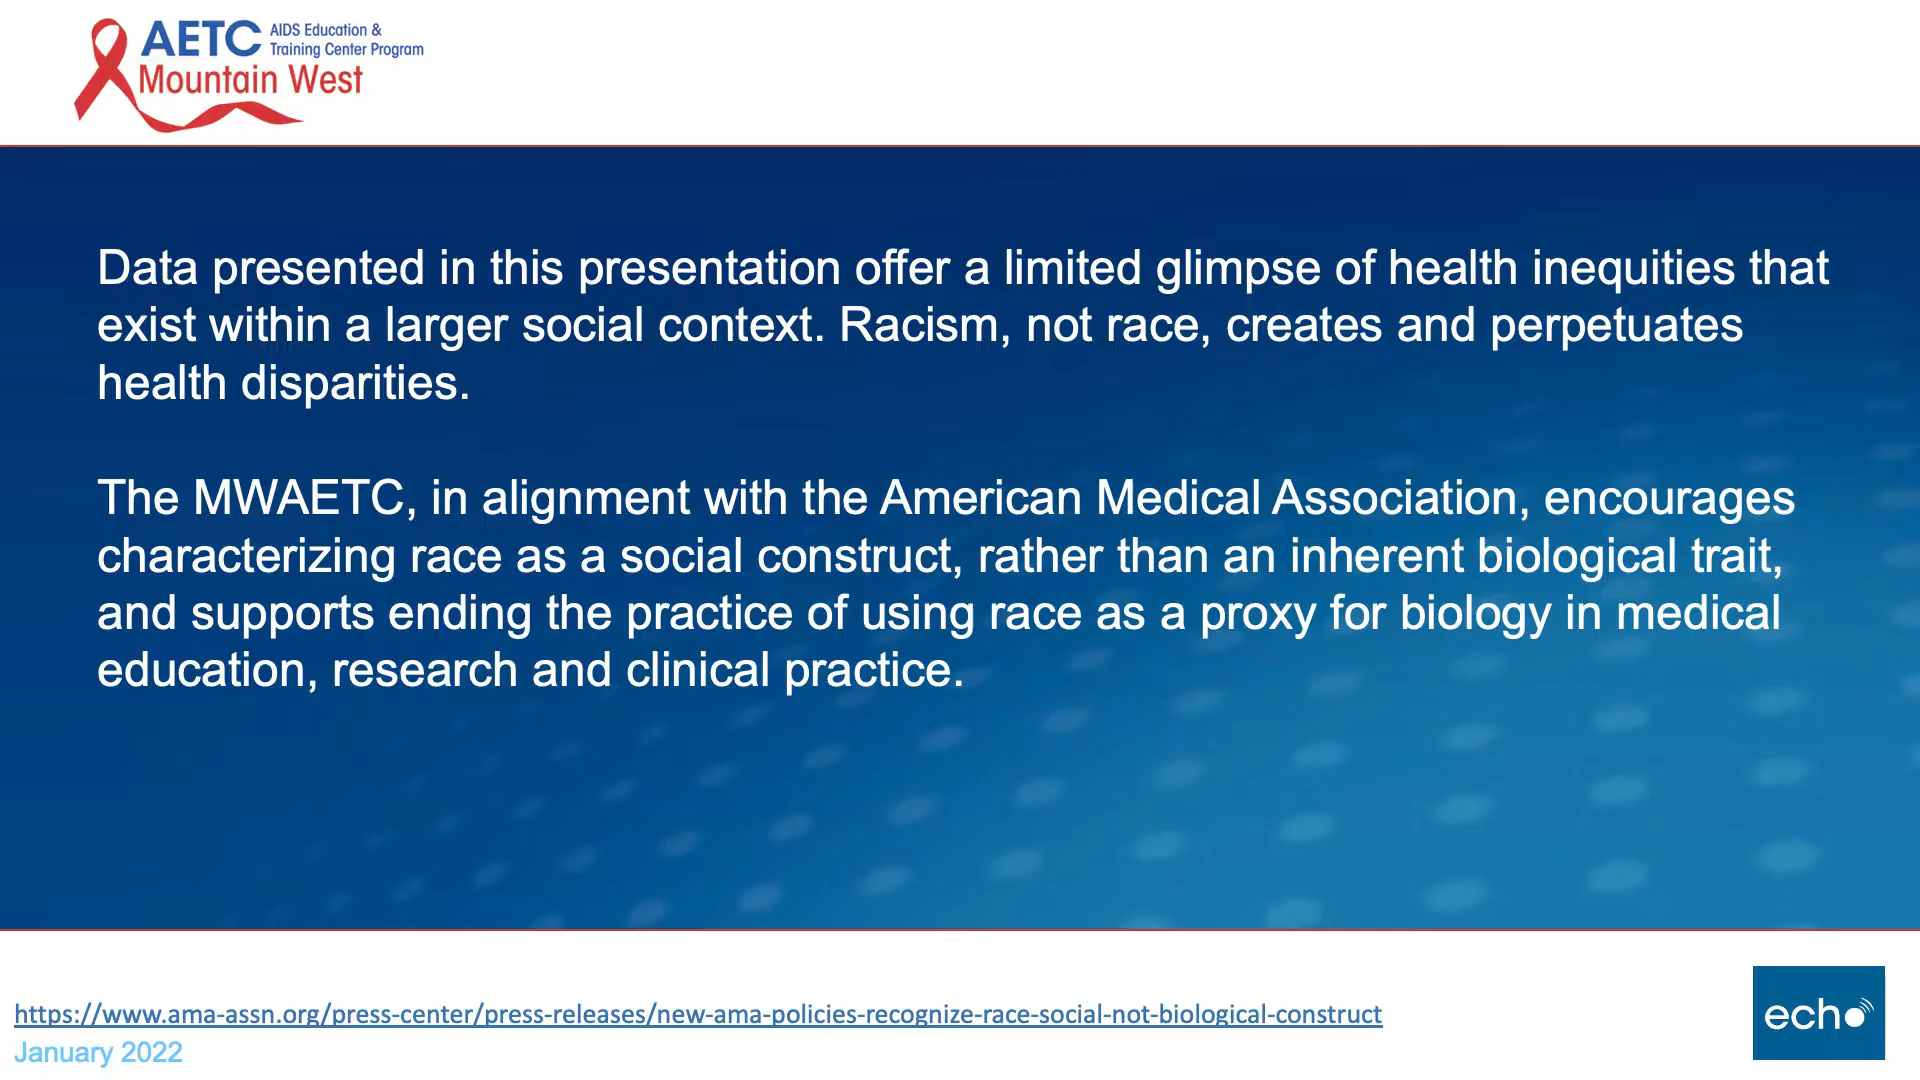 AETC AIDS Education &
Training Center Program
Mountain West
Data presented in this presentation offer a limited glimpse of health inequities that
exist within a larger social context. Racism, not race, creates and perpetuates
health disparities.
The MWAETC, in alignment with the American Medical Association, encourages
characterizing race as a social construct, rather than an inherent biological trait,
and supports ending the practice of using race as a proxy for biology in medical
education, research and clinical practice.
https://www.ama-assn.org/press-center/press-releases/new-ama-policies-recognize-race-social-not-biological-construct
January 2022
echo